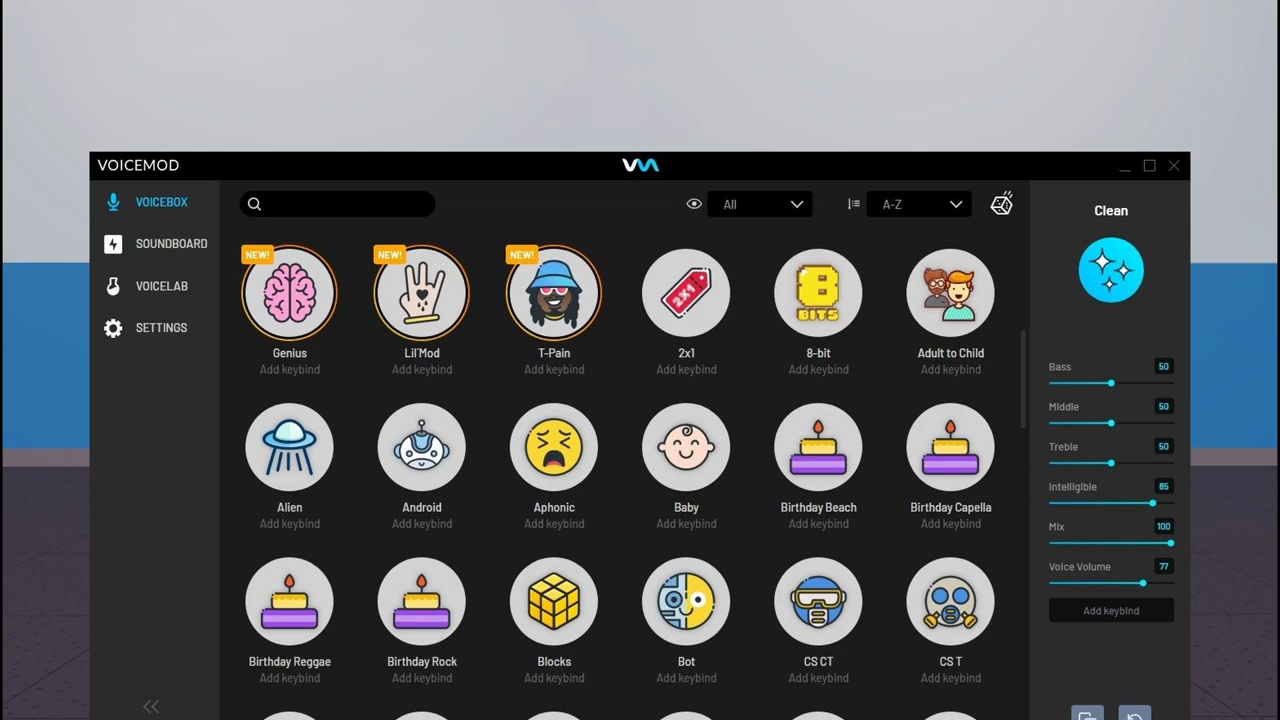 VOICEMOD
VOICEBOX
SOUNDBOARD
VOICELAB
SETTINGS
All
A-Z
NEW!
NEW!
NEW!
2X1
8
BITS
Genius
Lil'Mod
T-Pain
2x1
8-bit
Adult to Child
Add keybind
Add keybind
Add keybind
Add keybind
Add keybind
Add keybind
Alien
Android
Aphonic
Baby
Birthday Beach
Birthday Capella
Add keybind
Add keybind
Add keybind
Add keybind
Add keybind
Add keybind
Birthday Reggae
Birthday Rock
Blocks
Bot
CS CT
CS T
Add keybind
Add keybind
Add keybind
Add keybind
Add keybind
Add keybind
Clean
Bass 50
Middle 50
Treble 50
Intelligible 85
Mix 100
Voice Volume 77
Add keybind